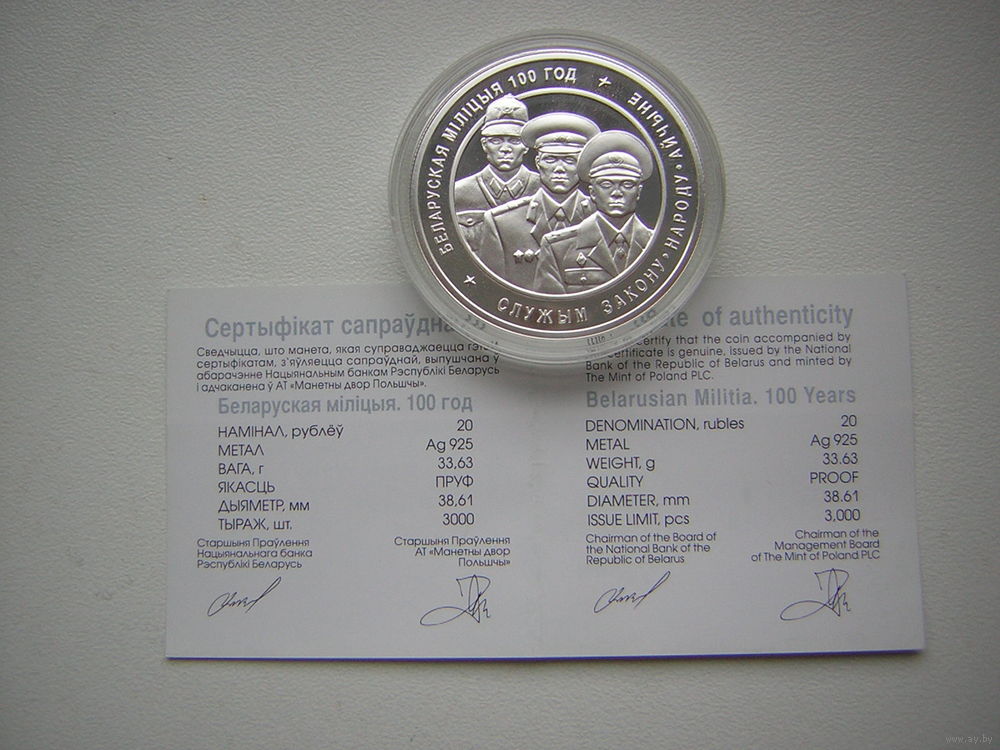 БЕЛАРУСКАЯ МІЛІЦЫЯ 100 ГОД
СЛУЖЫМ ЗАКОНУ, НАРОДУ, АЙЧЫНЕ
Сертыфікат
Сведчыцца, што манета, якая суправаджаецца
сертыфікатам, з'яўляецца сапраўднай, выпушчана у
абарачэнне Нацыянальным банкам Рэспублікі Беларусь
і адчаканена ў АТ «Манетны двор Польшчы».
Беларуская міліцыя. 100 год
НАМІНАЛ, рублёў 20
МЕТАЛ Ag 925
ВАГА, г 33,63
ЯКАСЦЬ ПРУФ
ДЫЯМЕТР, мм 38,61
ТЫРАЖ, шт. 3000
Старшыня Праўлення
Нацыянальнага банка
Рэспублікі Беларусь
Старшыня Праўлення
АТ «Манетны двор
Польшчы»
of authenticity
certify that the coin accompanied by
certificate is genuine, issued by the National
Bank of the Republic of Belarus and minted by
The Mint of Poland PLC.
Belarusian Militia. 100 Years
DENOMINATION, rubles 20
METAL Ag 925
WEIGHT, g 33.63
QUALITY PROOF
DIAMETER, mm 38.61
ISSUE LIMIT, pcs 3,000
Chairman of the Board of
the National Bank of the
Republic of Belarus
Chairman of the
Management Board
of The Mint of Poland PLC
www.ay.by